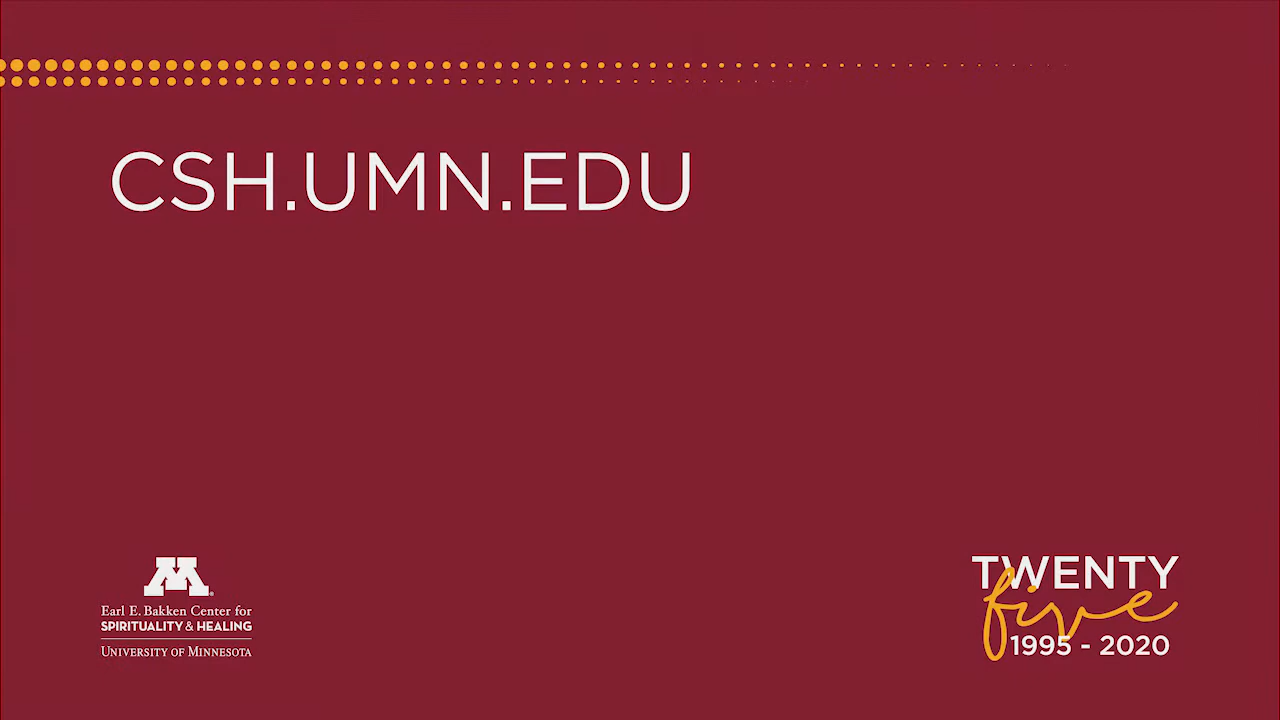 CSH.UMN.EDU
M
Earl E. Bakken Center for
SPIRITUALITY & HEALING
UNIVERSITY OF MINNESOTA
TWENTY
five
1995 - 2020